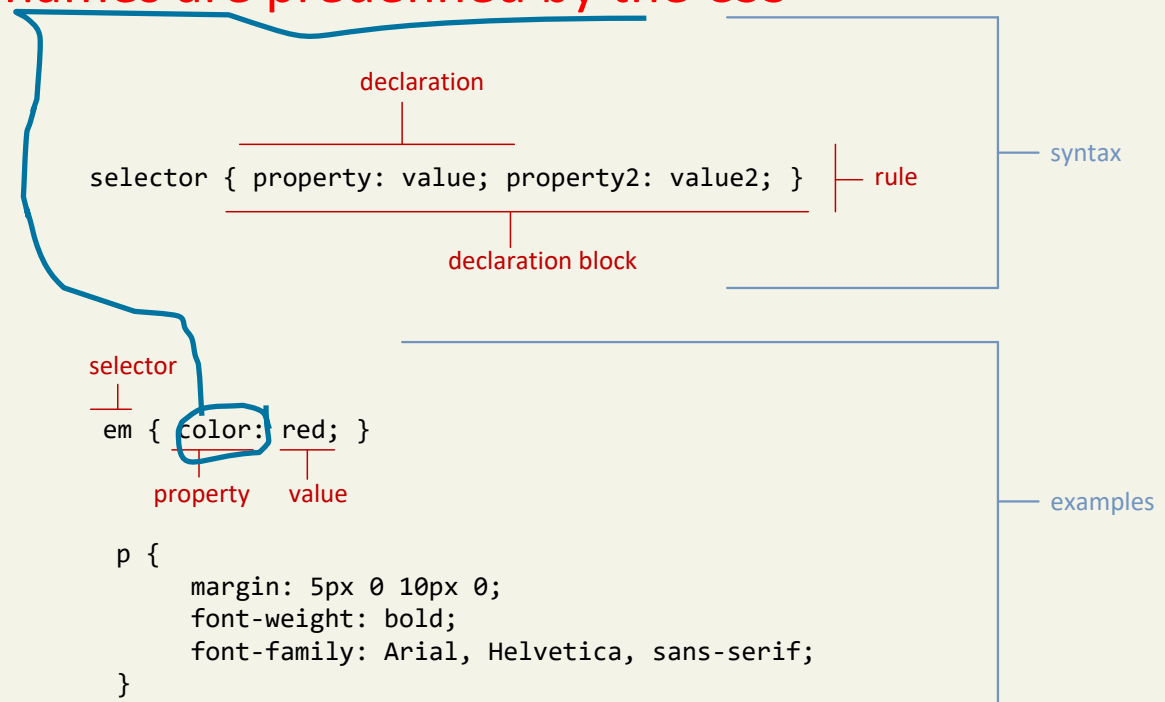 names are predefined by the css
declaration
selector { property: value; property2: value2; }
rule
syntax
declaration block
selector
em { color: red; }
property value
examples
p {
margin: 5px 0 10px 0;
font-weight: bold;
font-family: Arial, Helvetica, sans-serif;
}